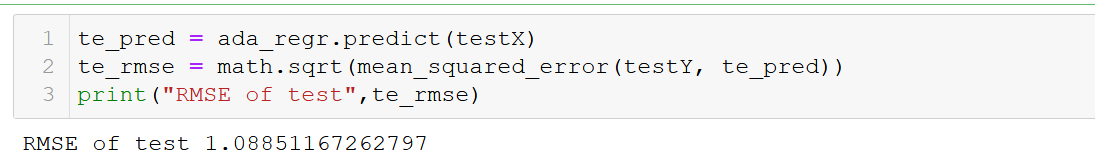 1 te_pred = ada_regr.predict(testX)
2 te_rmse = math.sqrt(mean_squared_error(testY, te_pred))
3 print("RMSE of test",te_rmse)
RMSE of test 1.08851167262797